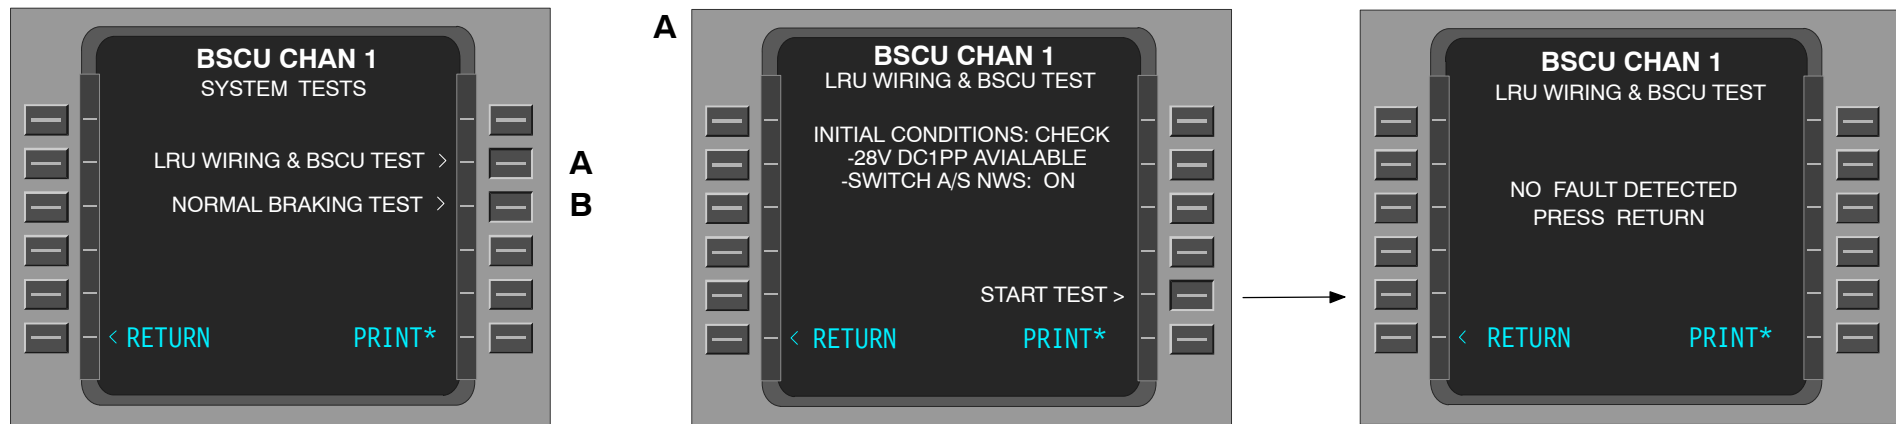 BSCU CHAN 1
SYSTEM TESTS
LRU WIRING & BSCU TEST >
NORMAL BRAKING TEST >
< RETURN PRINT*
A
B
A
BSCU CHAN 1
LRU WIRING & BSCU TEST
INITIAL CONDITIONS: CHECK
-28V DC1PP AVIALABLE
-SWITCH A/S NWS: ON
START TEST >
< RETURN PRINT*
BSCU CHAN 1
LRU WIRING & BSCU TEST
NO FAULT DETECTED
PRESS RETURN
< RETURN PRINT*